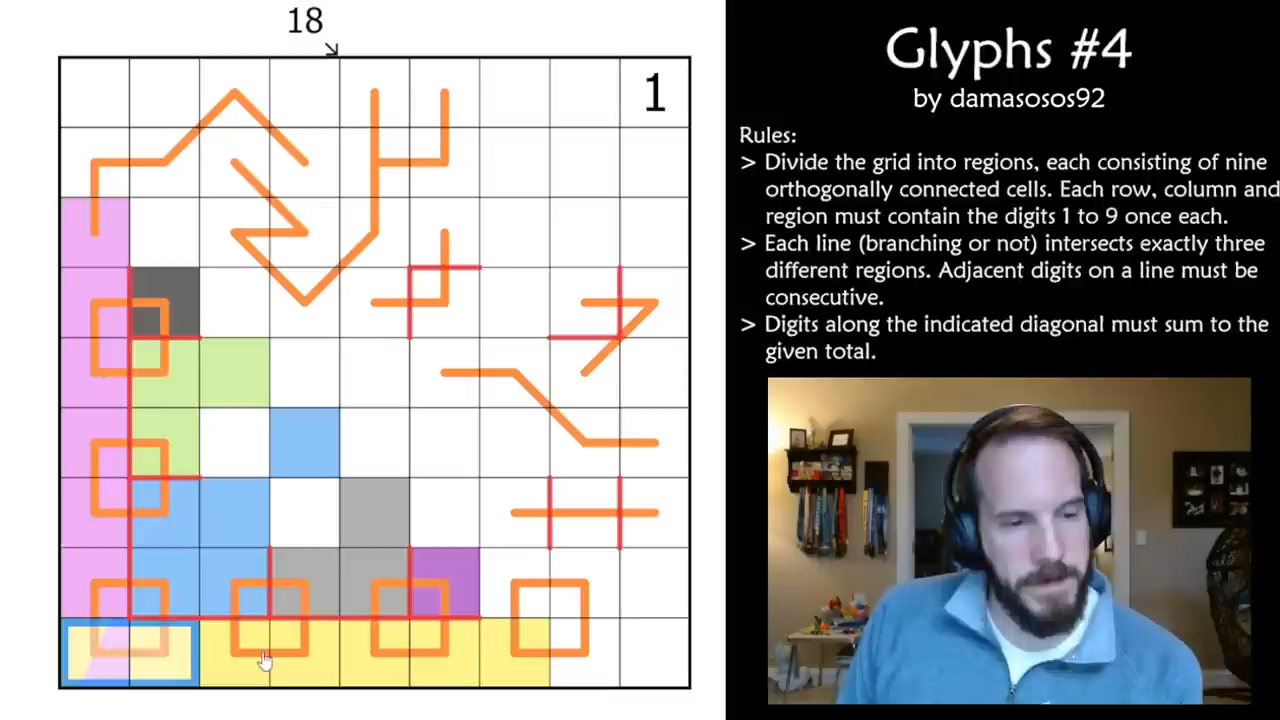 18
1
Glyphs #4
by damasosos92
Rules:
> Divide the grid into regions, each consisting of nine
orthogonally connected cells. Each row, column and
region must contain the digits 1 to 9 once each.
> Each line (branching or not) intersects exactly three
different regions. Adjacent digits on a line must be
consecutive.
> Digits along the indicated diagonal must sum to the
given total.